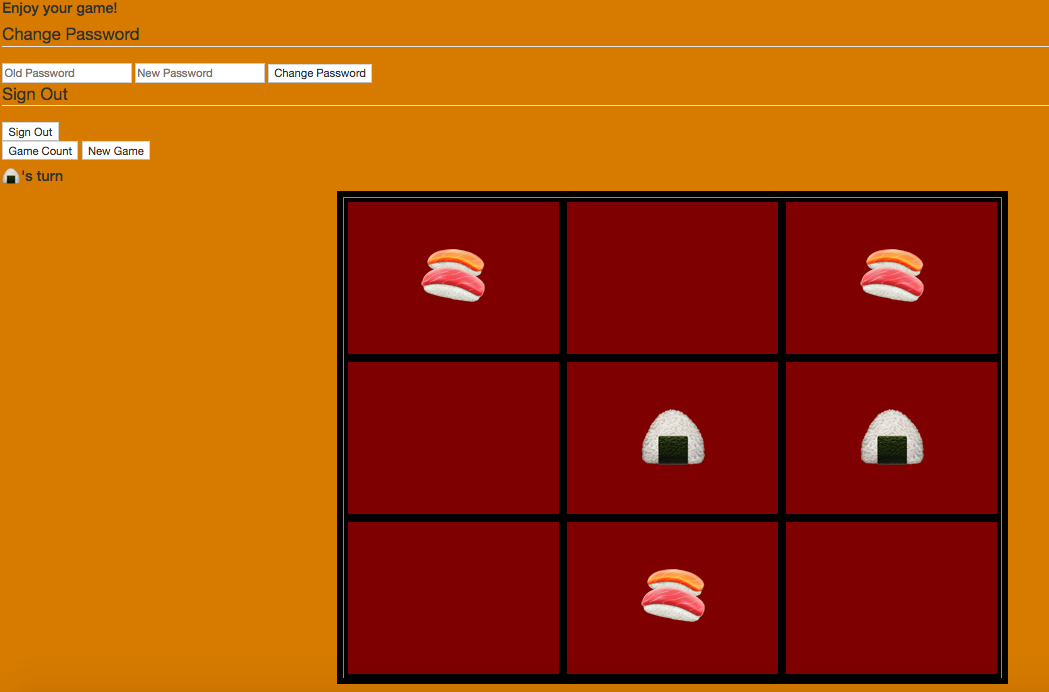 Enjoy your game!
Change Password
Old Password New Password Change Password
Sign Out
Sign Out
Game Count New Game
🍙's turn